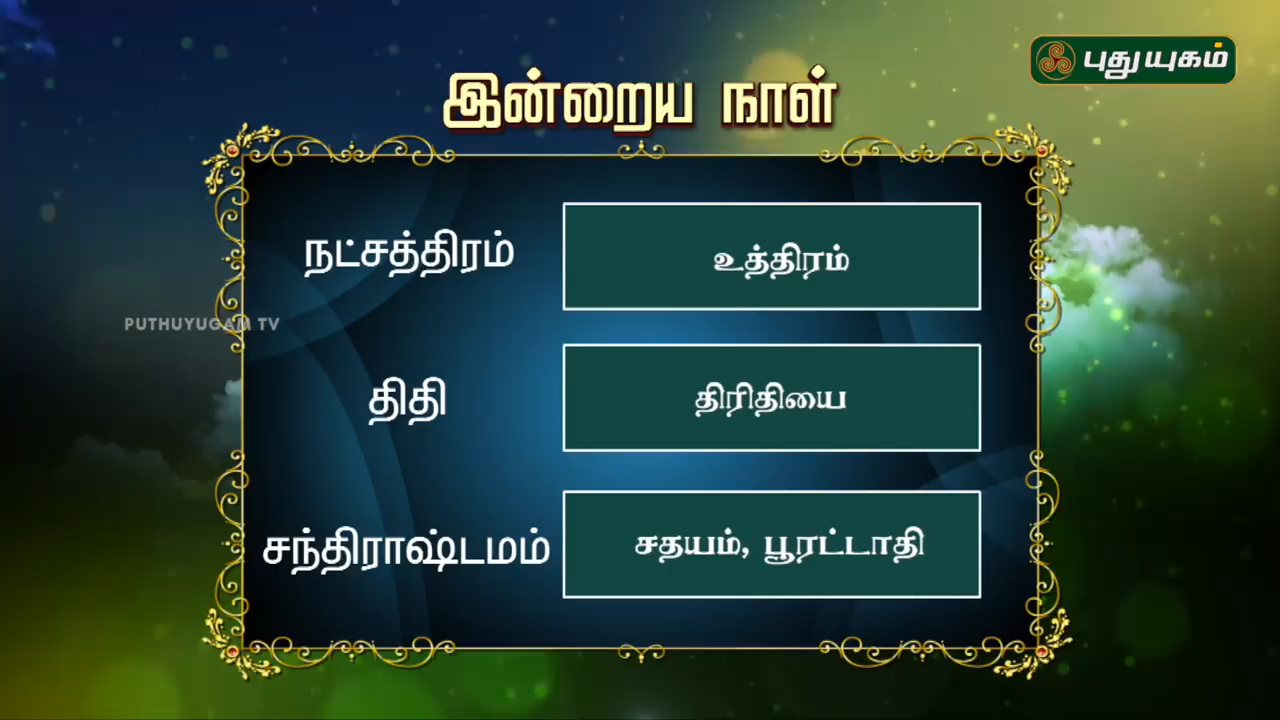 புதுயுகம்
இன்றைய நாள்
நட்சத்திரம் உத்திரம்
PUTHUYUGAM TV
திதி திரிதியை
சந்திராஷ்டமம் சதயம், பூரட்டாதி